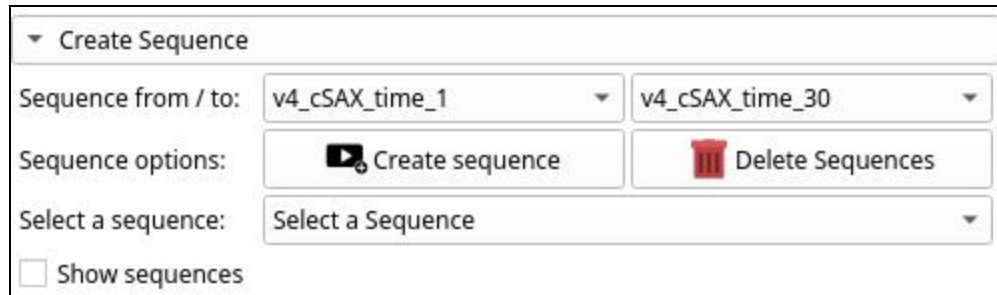 Create Sequence
Sequence from / to: v4_cSAX_time_1 v4_cSAX_time_30
Sequence options: Create sequence Delete Sequences
Select a sequence: Select a Sequence
Show sequences